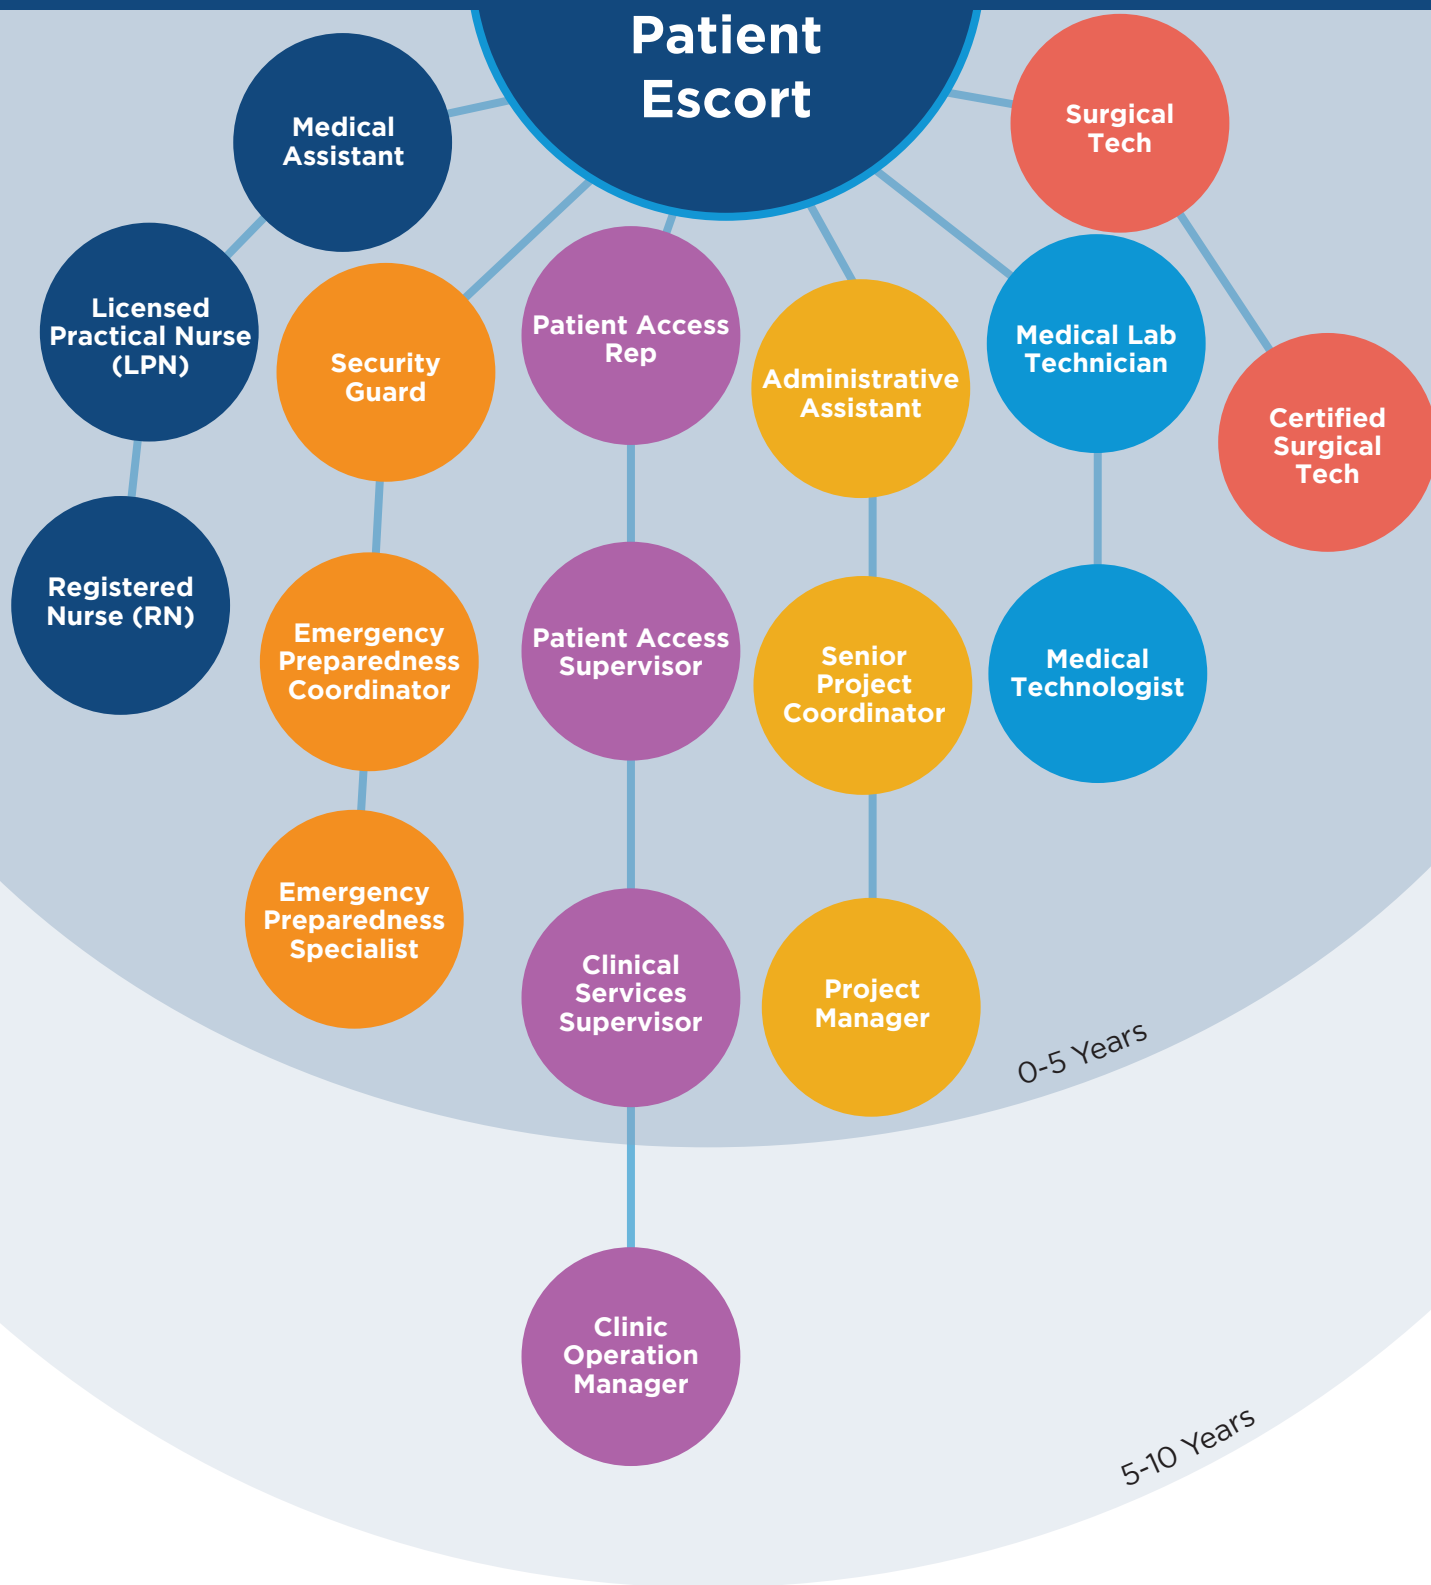 Patient
Escort
Medical
Assistant
Licensed
Practical Nurse
(LPN)
Registered
Nurse (RN)
Security
Guard
Emergency
Preparedness
Coordinator
Emergency
Preparedness
Specialist
Patient Access
Rep
Patient Access
Supervisor
Clinical
Services
Supervisor
Clinic
Operation
Manager
Administrative
Assistant
Senior
Project
Coordinator
Project
Manager
Medical Lab
Technician
Medical
Technologist
Surgical
Tech
Certified
Surgical
Tech
0-5 Years
5-10 Years